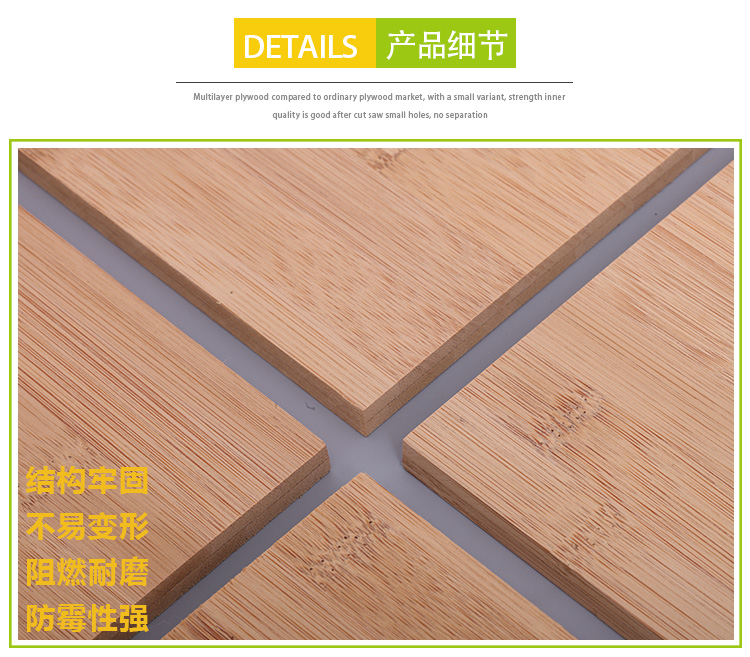 DETAILS 产品细节
Multilayer plywood compared to ordinary plywood market, with a small variant, strength inner
quality is good after cut saw small holes, no separation
结构牢固
不易变形
阻燃耐磨
防霉性强